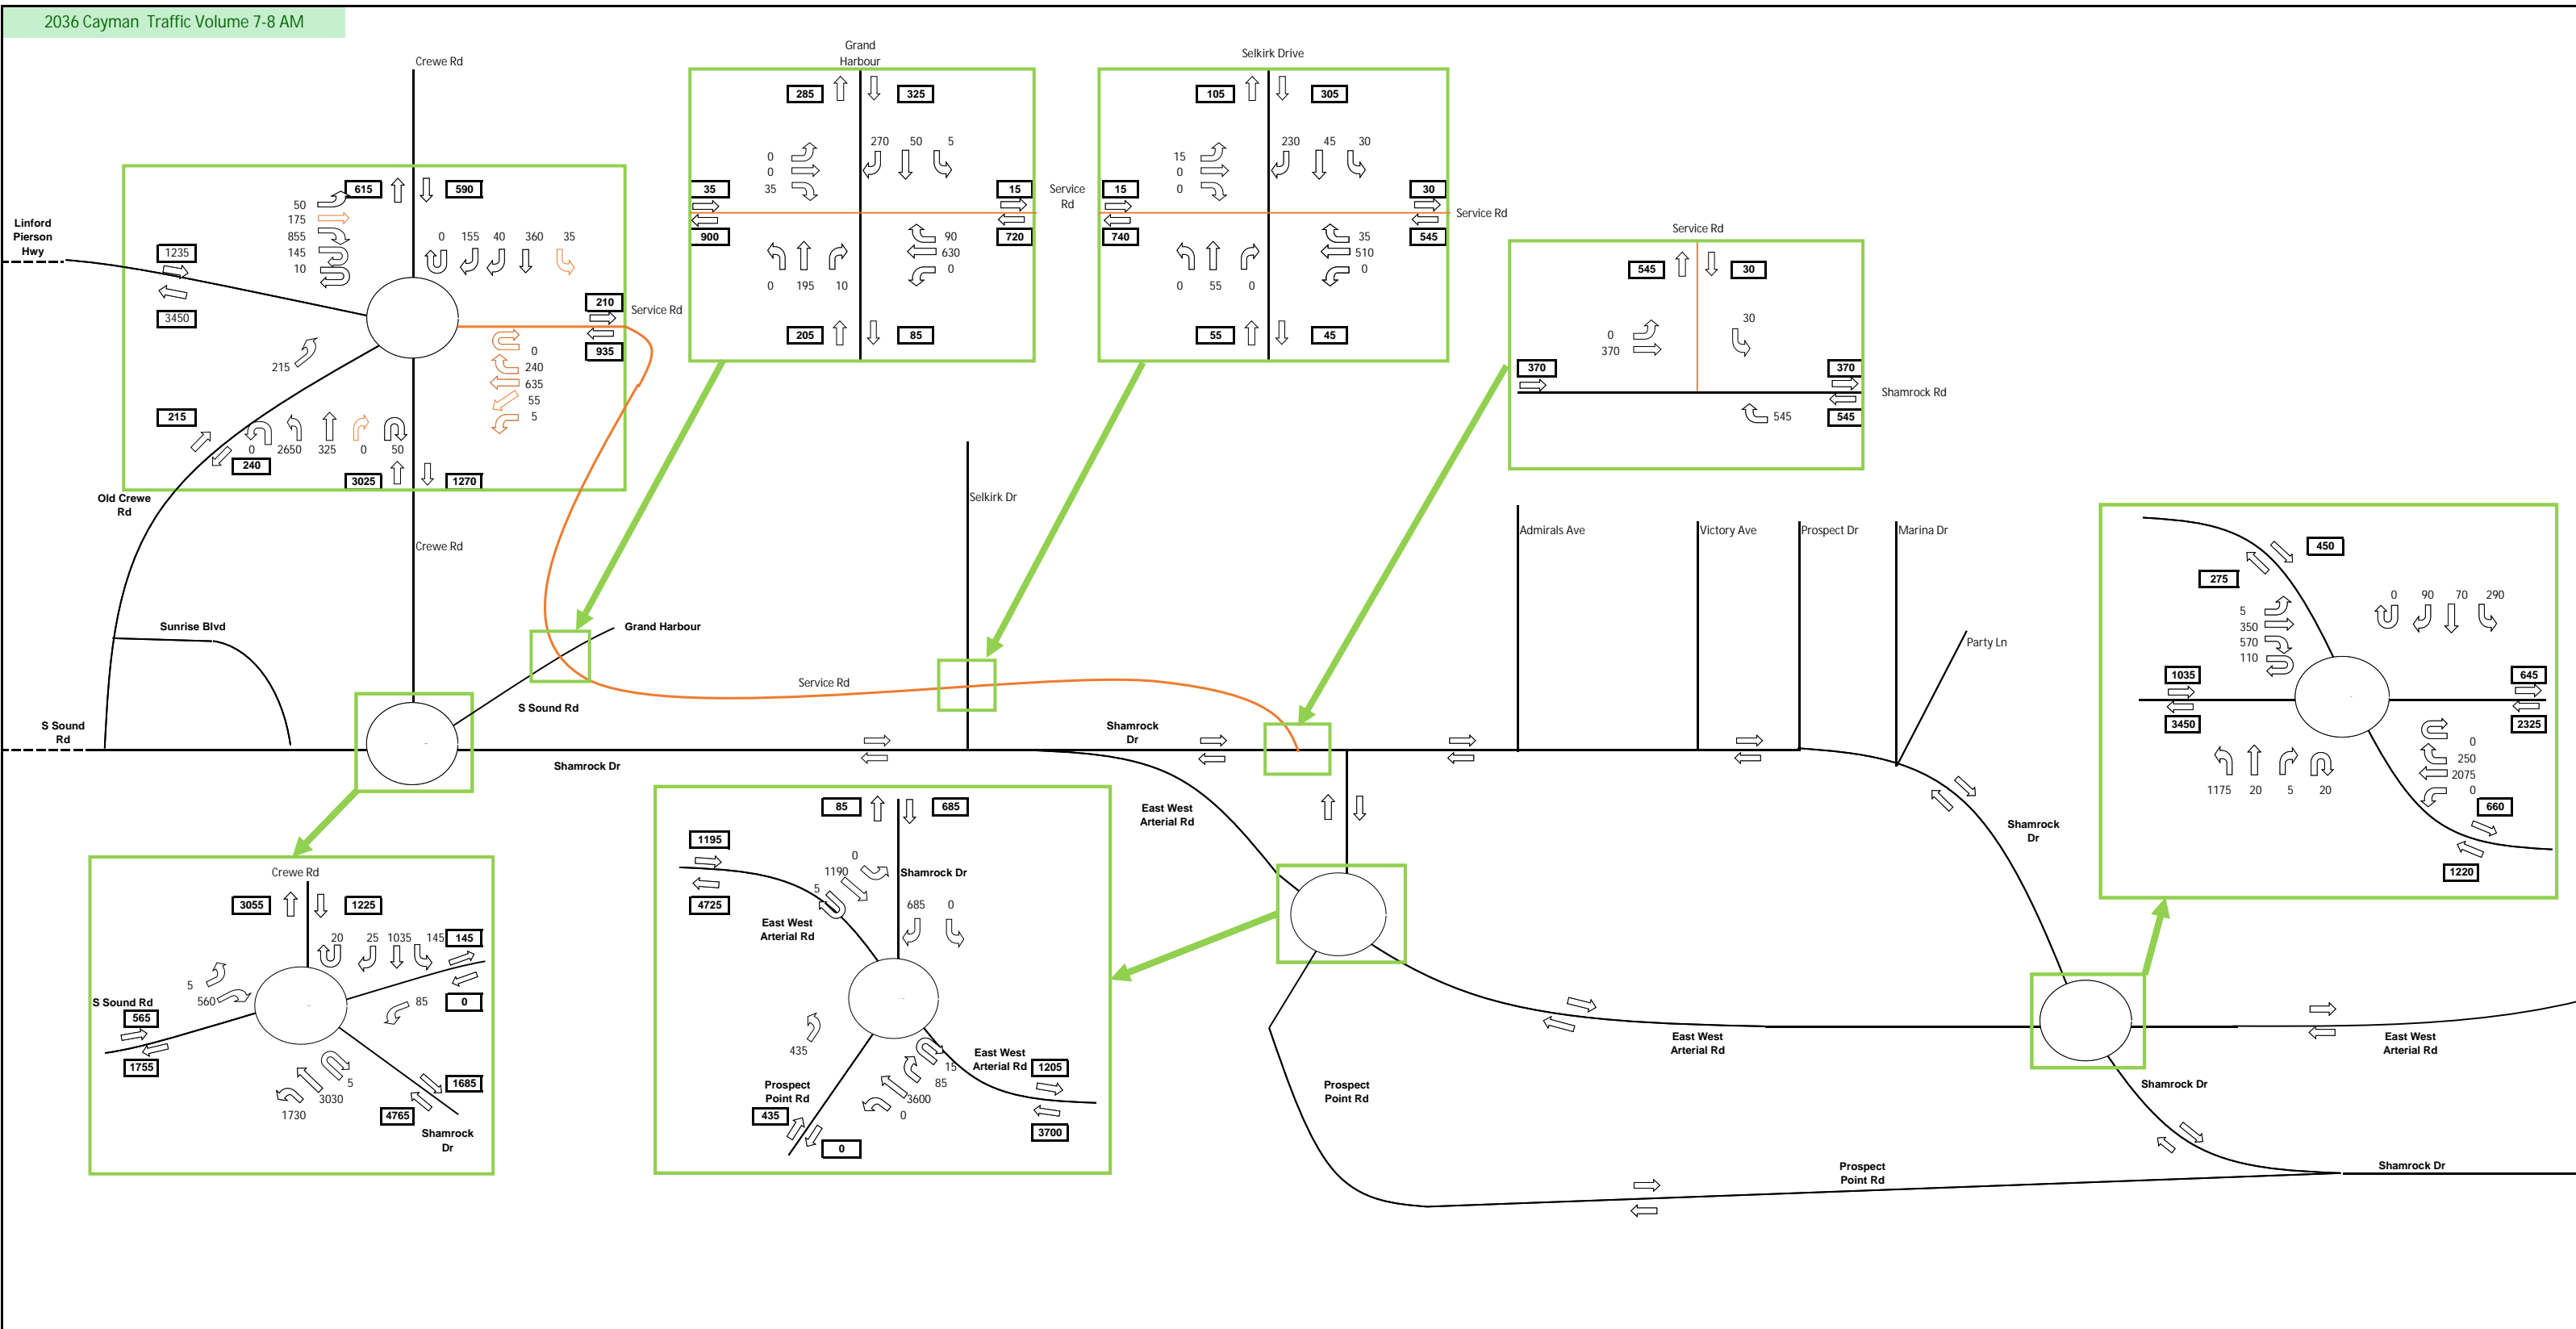 2036 Cayman Traffic Volume 7-8 AM
Crewe Rd
615
590
50
175
855
145
10
0 155 40 360 35
Linford
Pierson
Hwy
1235
3450
210
Service Rd
935
0
240
635
55
5
215
215
0 2650 325 0 50
240
3025
1270
Old Crewe
Rd
Crewe Rd
Grand
Harbour
285
325
270 50 5
0
0
35
35
15
900
720
90
630
0
0 195 10
205
85
Service
Rd
Selkirk Drive
105
305
230 45 30
15
0
0
15
30
740
545
Service Rd
35
510
0
0 55 0
55
45
Service Rd
545
30
30
0
370
370
370
Shamrock Rd
545
545
Selkirk Dr
Admirals Ave
Victory Ave
Prospect Dr
Marina Dr
Party Ln
Sunrise Blvd
Grand Harbour
S Sound Rd
Service Rd
S Sound
Rd
Shamrock Dr
Shamrock
Dr
East West
Arterial Rd
Shamrock
Dr
450
275
0 90 70 290
5
350
570
110
1035
645
3450
2325
0
250
2075
0
1175 20 5 20
660
1220
Crewe Rd
3055
1225
20 25 1035 145
145
5
560
S Sound Rd
565
1755
85
0
5
3030
1730
1685
4765
Shamrock
Dr
85
685
1195
4725
0
1190
5
Shamrock Dr
685 0
East West
Arterial Rd
435
Prospect
Point Rd
435
0
15
85
3600
0
East West
Arterial Rd
1205
3700
Prospect
Point Rd
East West
Arterial Rd
East West
Arterial Rd
Shamrock Dr
Prospect
Point Rd
Shamrock Dr